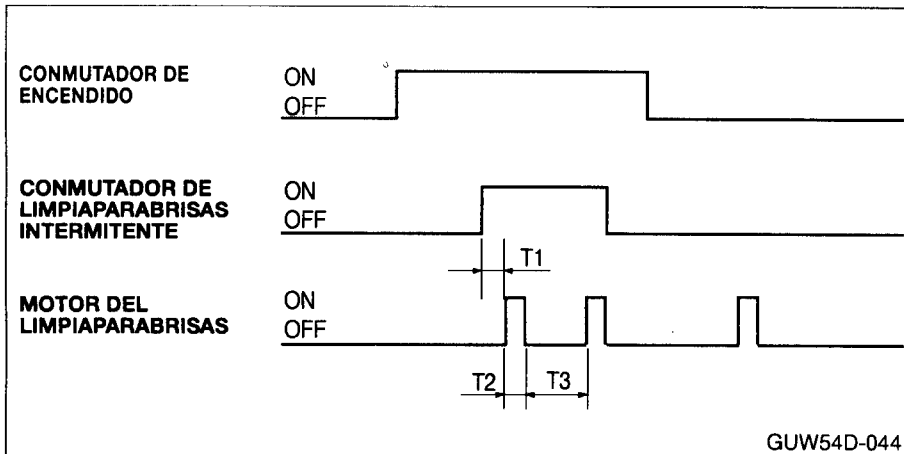 CONMUTADOR DE
ENCENDIDO
ON
OFF
CONMUTADOR DE
LIMPIAPARABRISAS
INTERMITENTE
ON
OFF
T1
MOTOR DEL
LIMPIAPARABRISAS
ON
OFF
T2
T3
GUW54D-044